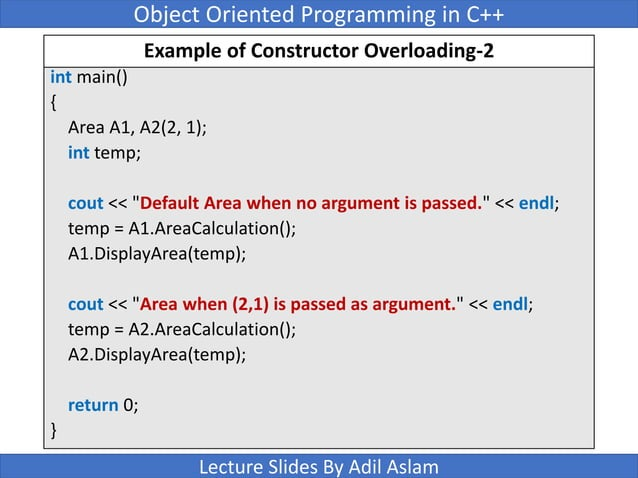 Object Oriented Programming in C++
Example of Constructor Overloading-2
int main()
{
Area A1, A2(2, 1);
int temp;
cout << "Default Area when no argument is passed." << endl;
temp = A1.AreaCalculation();
A1.DisplayArea(temp);
cout << "Area when (2,1) is passed as argument." << endl;
temp = A2.AreaCalculation();
A2.DisplayArea(temp);
return 0;
}
Lecture Slides By Adil Aslam